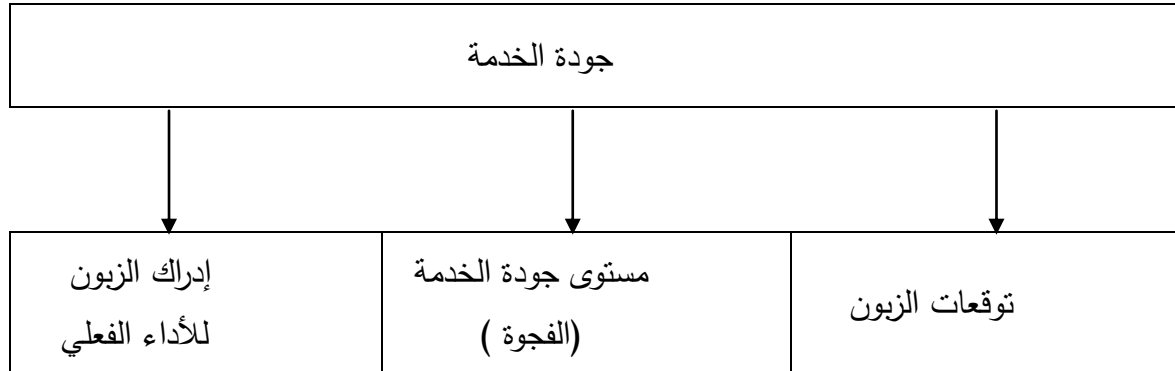 جودة الخدمة
توقعات الزبون
مستوى جودة الخدمة
(الفجوة )
إدراك الزبون
للأداء الفعلي